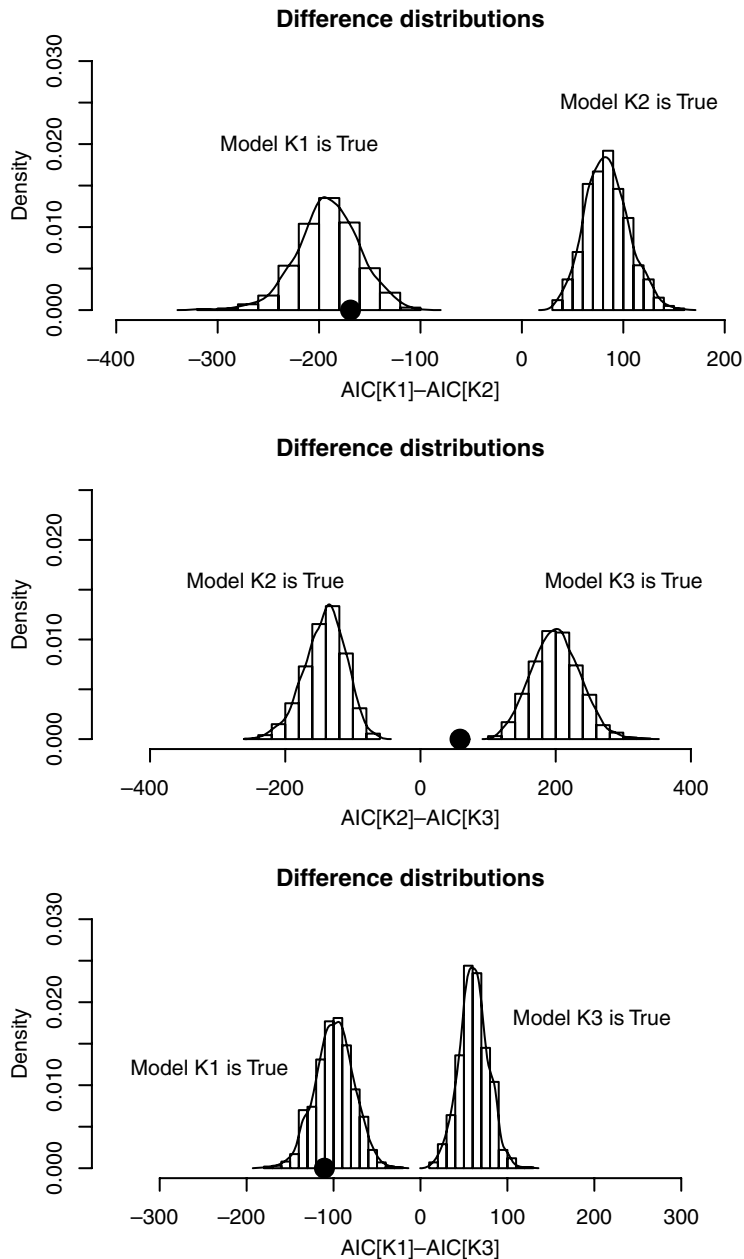 Difference distributions
0.030
0.020
0.010
0.000
Density
Model K1 is True
Model K2 is True
−400 −300 −200 −100 0 100 200
AIC[K1]−AIC[K2]
Difference distributions
0.020
0.010
0.000
Density
Model K2 is True
Model K3 is True
−400 −200 0 200 400
AIC[K2]−AIC[K3]
Difference distributions
0.030
0.020
0.010
0.000
Density
Model K1 is True
Model K3 is True
−300 −200 −100 0 100 200 300
AIC[K1]−AIC[K3]